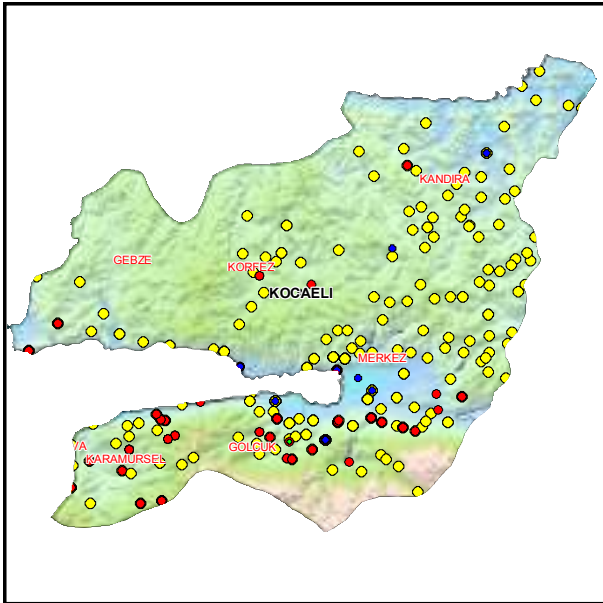 KANDIRA
GEBZE
KORFEZ
KOCAELİ
MERKEZ
GOLCUK
/A
KARAMURSEL